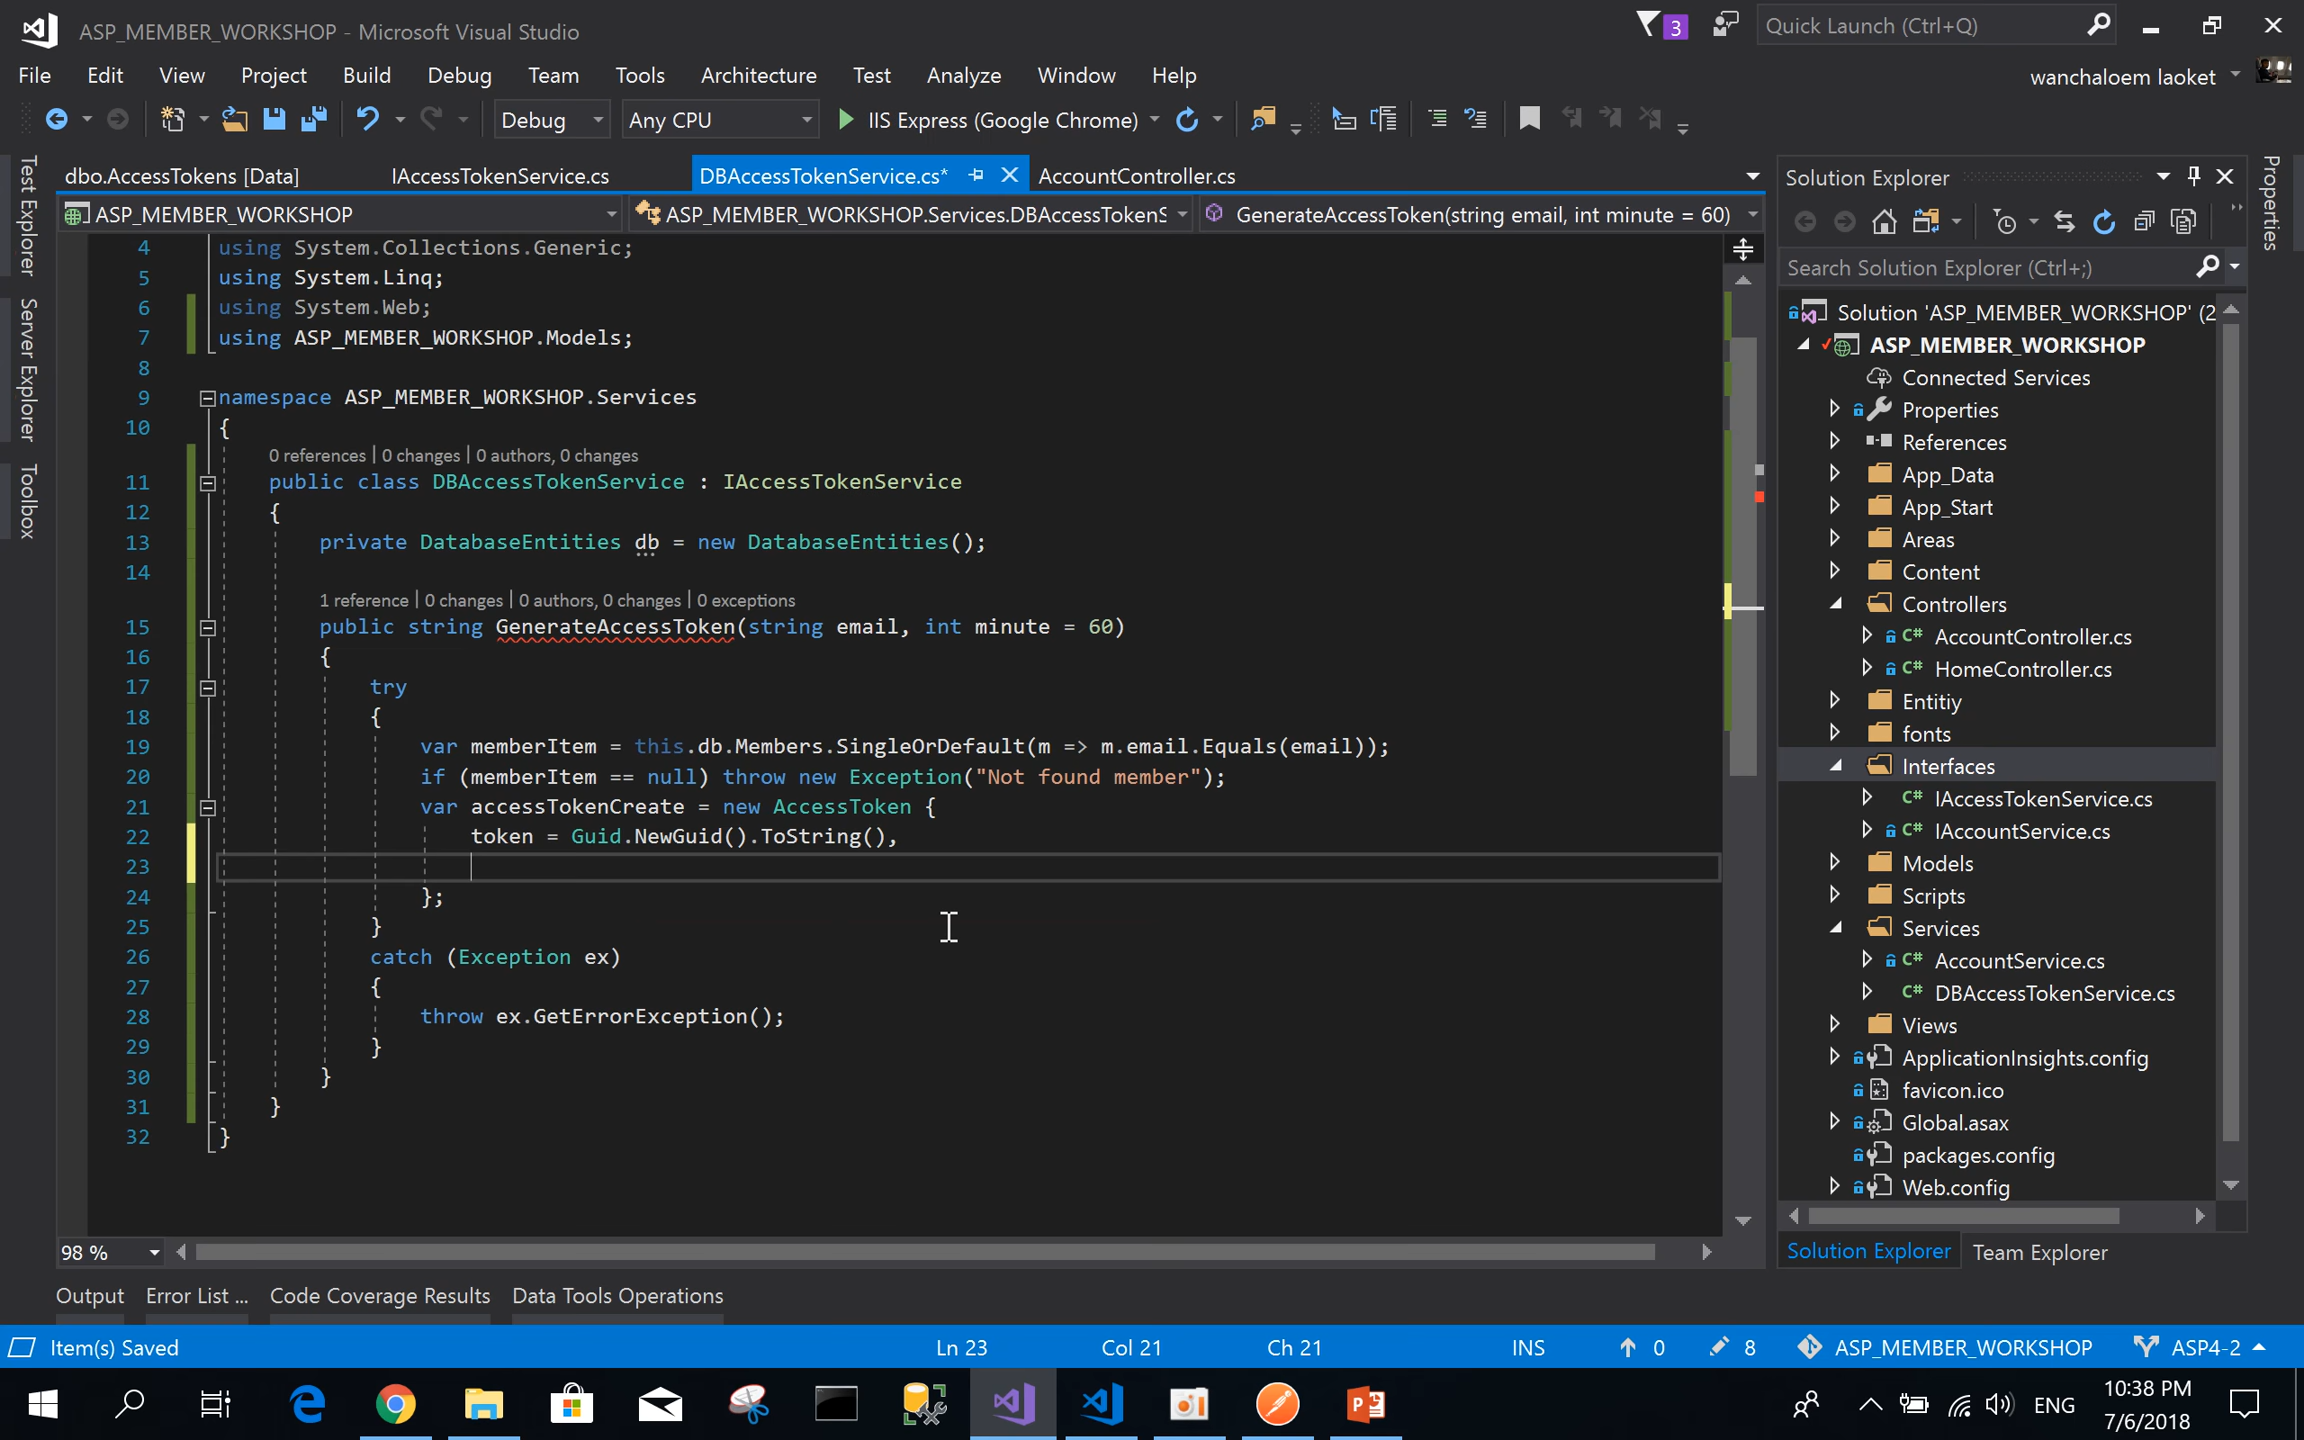 ASP_MEMBER_WORKSHOP - Microsoft Visual Studio
3
Quick Launch (Ctrl+Q)
File Edit View Project Build Debug Team Tools Architecture Test Analyze Window Help
wanchaloem laoket
Debug
Any CPU
IIS Express (Google Chrome)
Test Explorer
Server Explorer
Toolbox
dbo.AccessTokens [Data]
IAccessTokenService.cs
DBAccessTokenService.cs*
AccountController.cs
ASP_MEMBER_WORKSHOP
ASP_MEMBER_WORKSHOP.Services.DBAccessTokenS
GenerateAccessToken(string email, int minute = 60)
4 using System.Collections.Generic;
5 using System.Linq;
6 using System.Web;
7 using ASP_MEMBER_WORKSHOP.Models;
8
9 namespace ASP_MEMBER_WORKSHOP.Services
10 {
0 references | 0 changes | 0 authors, 0 changes
11 public class DBAccessTokenService : IAccessTokenService
12 {
13 private DatabaseEntities db = new DatabaseEntities();
14
1 reference | 0 changes | 0 authors, 0 changes | 0 exceptions
15 public string GenerateAccessToken(string email, int minute = 60)
16 {
17 try
18 {
19 var memberItem = this.db.Members.SingleOrDefault(m => m.email.Equals(email));
20 if (memberItem == null) throw new Exception("Not found member");
21 var accessTokenCreate = new AccessToken {
22 token = Guid.NewGuid().ToString(),
23
24 };
25 }
26 catch (Exception ex)
27 {
28 throw ex.GetErrorException();
29 }
30 }
31 }
32 }
98 %
Solution Explorer
Search Solution Explorer (Ctrl+;)
Solution 'ASP_MEMBER_WORKSHOP' (2
ASP_MEMBER_WORKSHOP
Connected Services
Properties
References
App_Data
App_Start
Areas
Content
Controllers
C# AccountController.cs
C# HomeController.cs
Entitiy
fonts
Interfaces
C# IAccessTokenService.cs
C# IAccountService.cs
Models
Scripts
Services
C# AccountService.cs
C# DBAccessTokenService.cs
Views
ApplicationInsights.config
favicon.ico
Global.asax
packages.config
Web.config
Solution Explorer
Team Explorer
Properties
Output
Error List ...
Code Coverage Results
Data Tools Operations
Item(s) Saved
Ln 23
Col 21
Ch 21
INS
0
8
ASP_MEMBER_WORKSHOP
ASP4-2
ENG
10:38 PM
7/6/2018